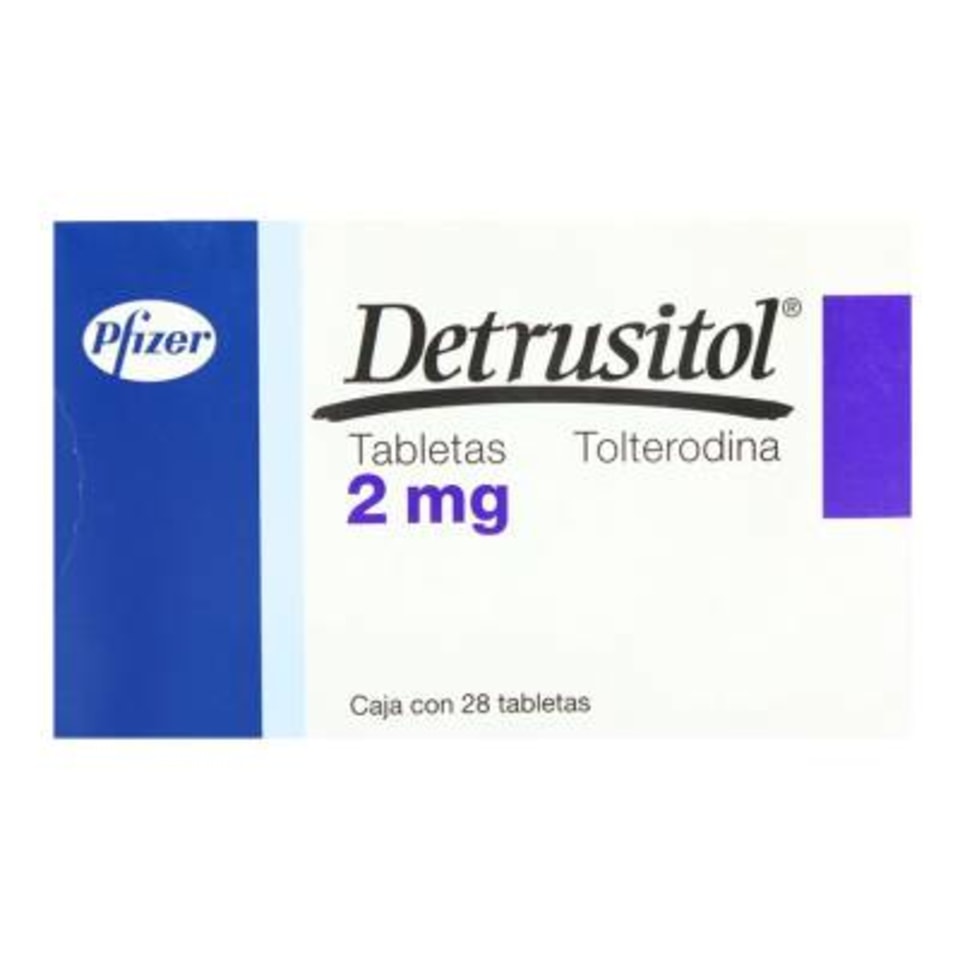 Pfizer
Detrusitol®
Tabletas Tolterodina
2 mg
Caja con 28 tabletas